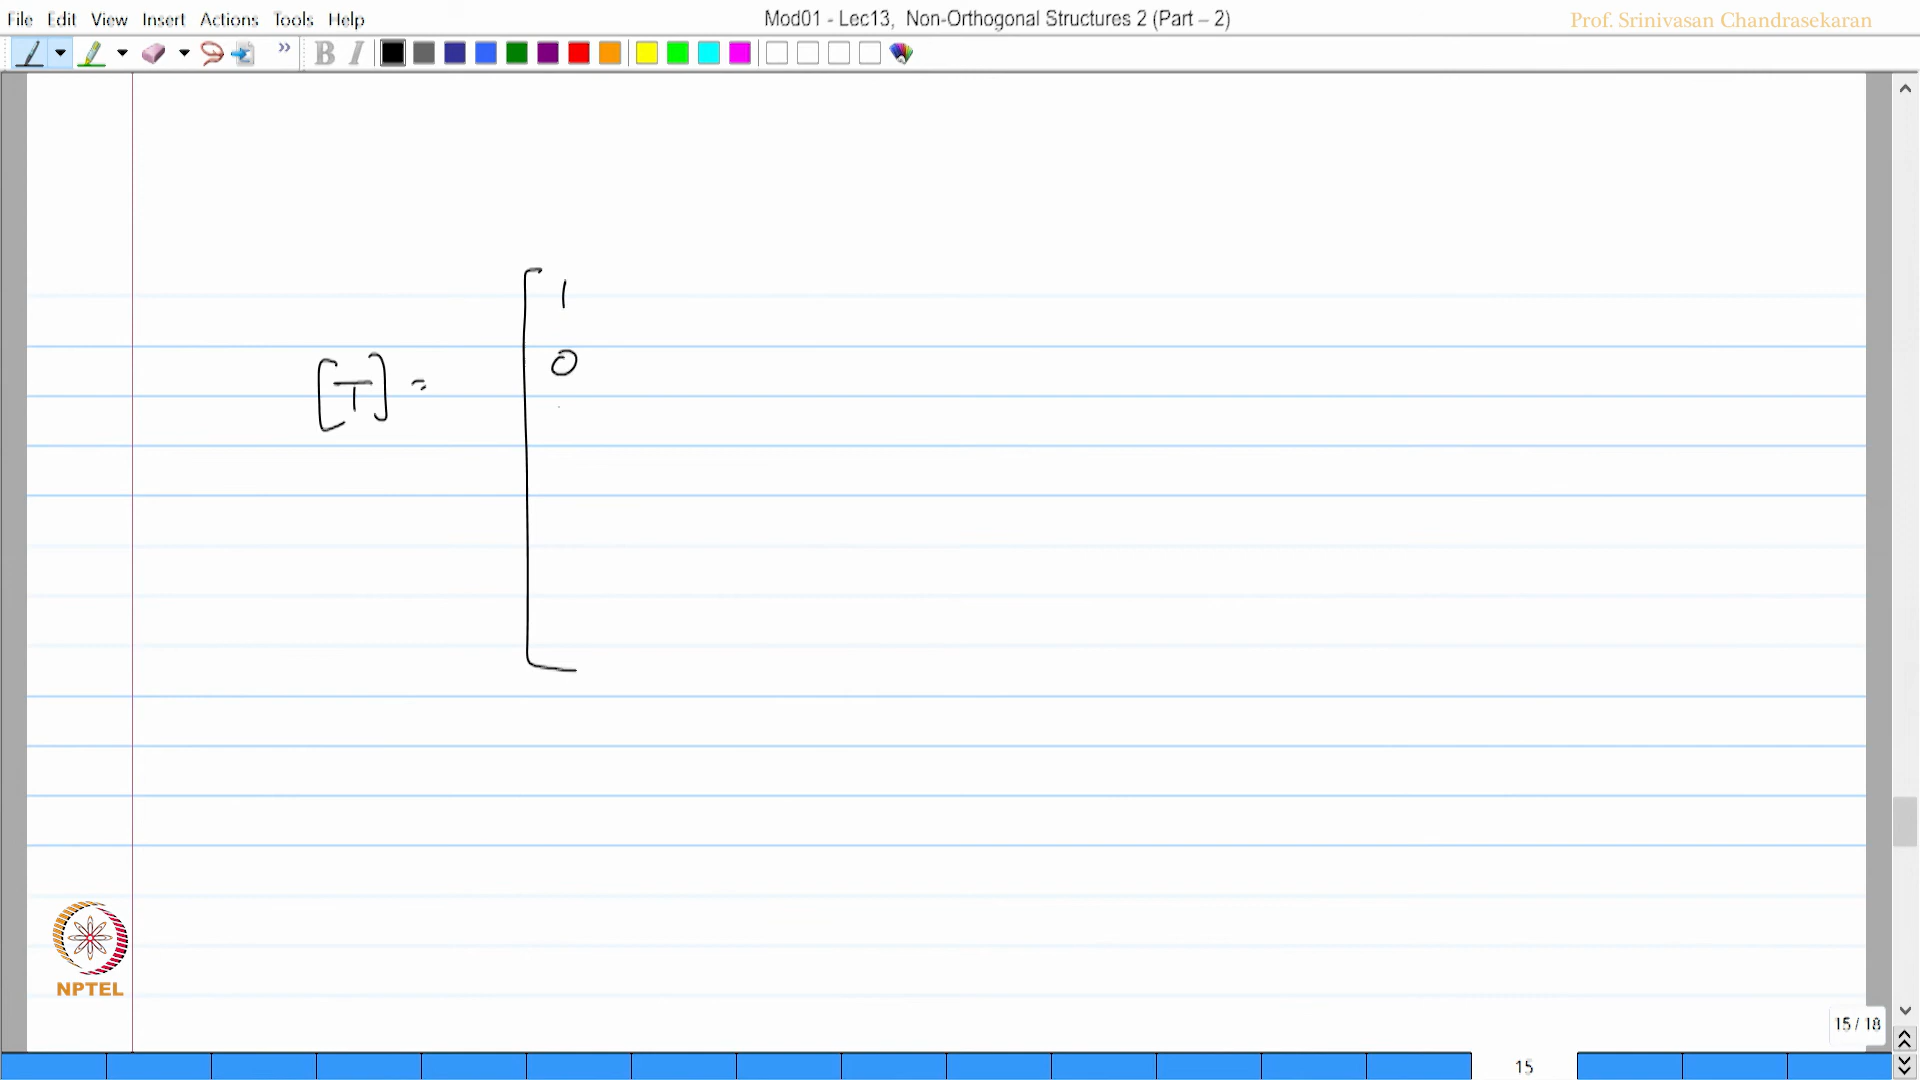 File Edit View Insert Actions Tools Help
Mod01 - Lec13, Non-Orthogonal Structures 2 (Part – 2)
Prof. Srinivasan Chandrasekaran
» B I
1
0
[T] =
NPTEL
15 / 18
15